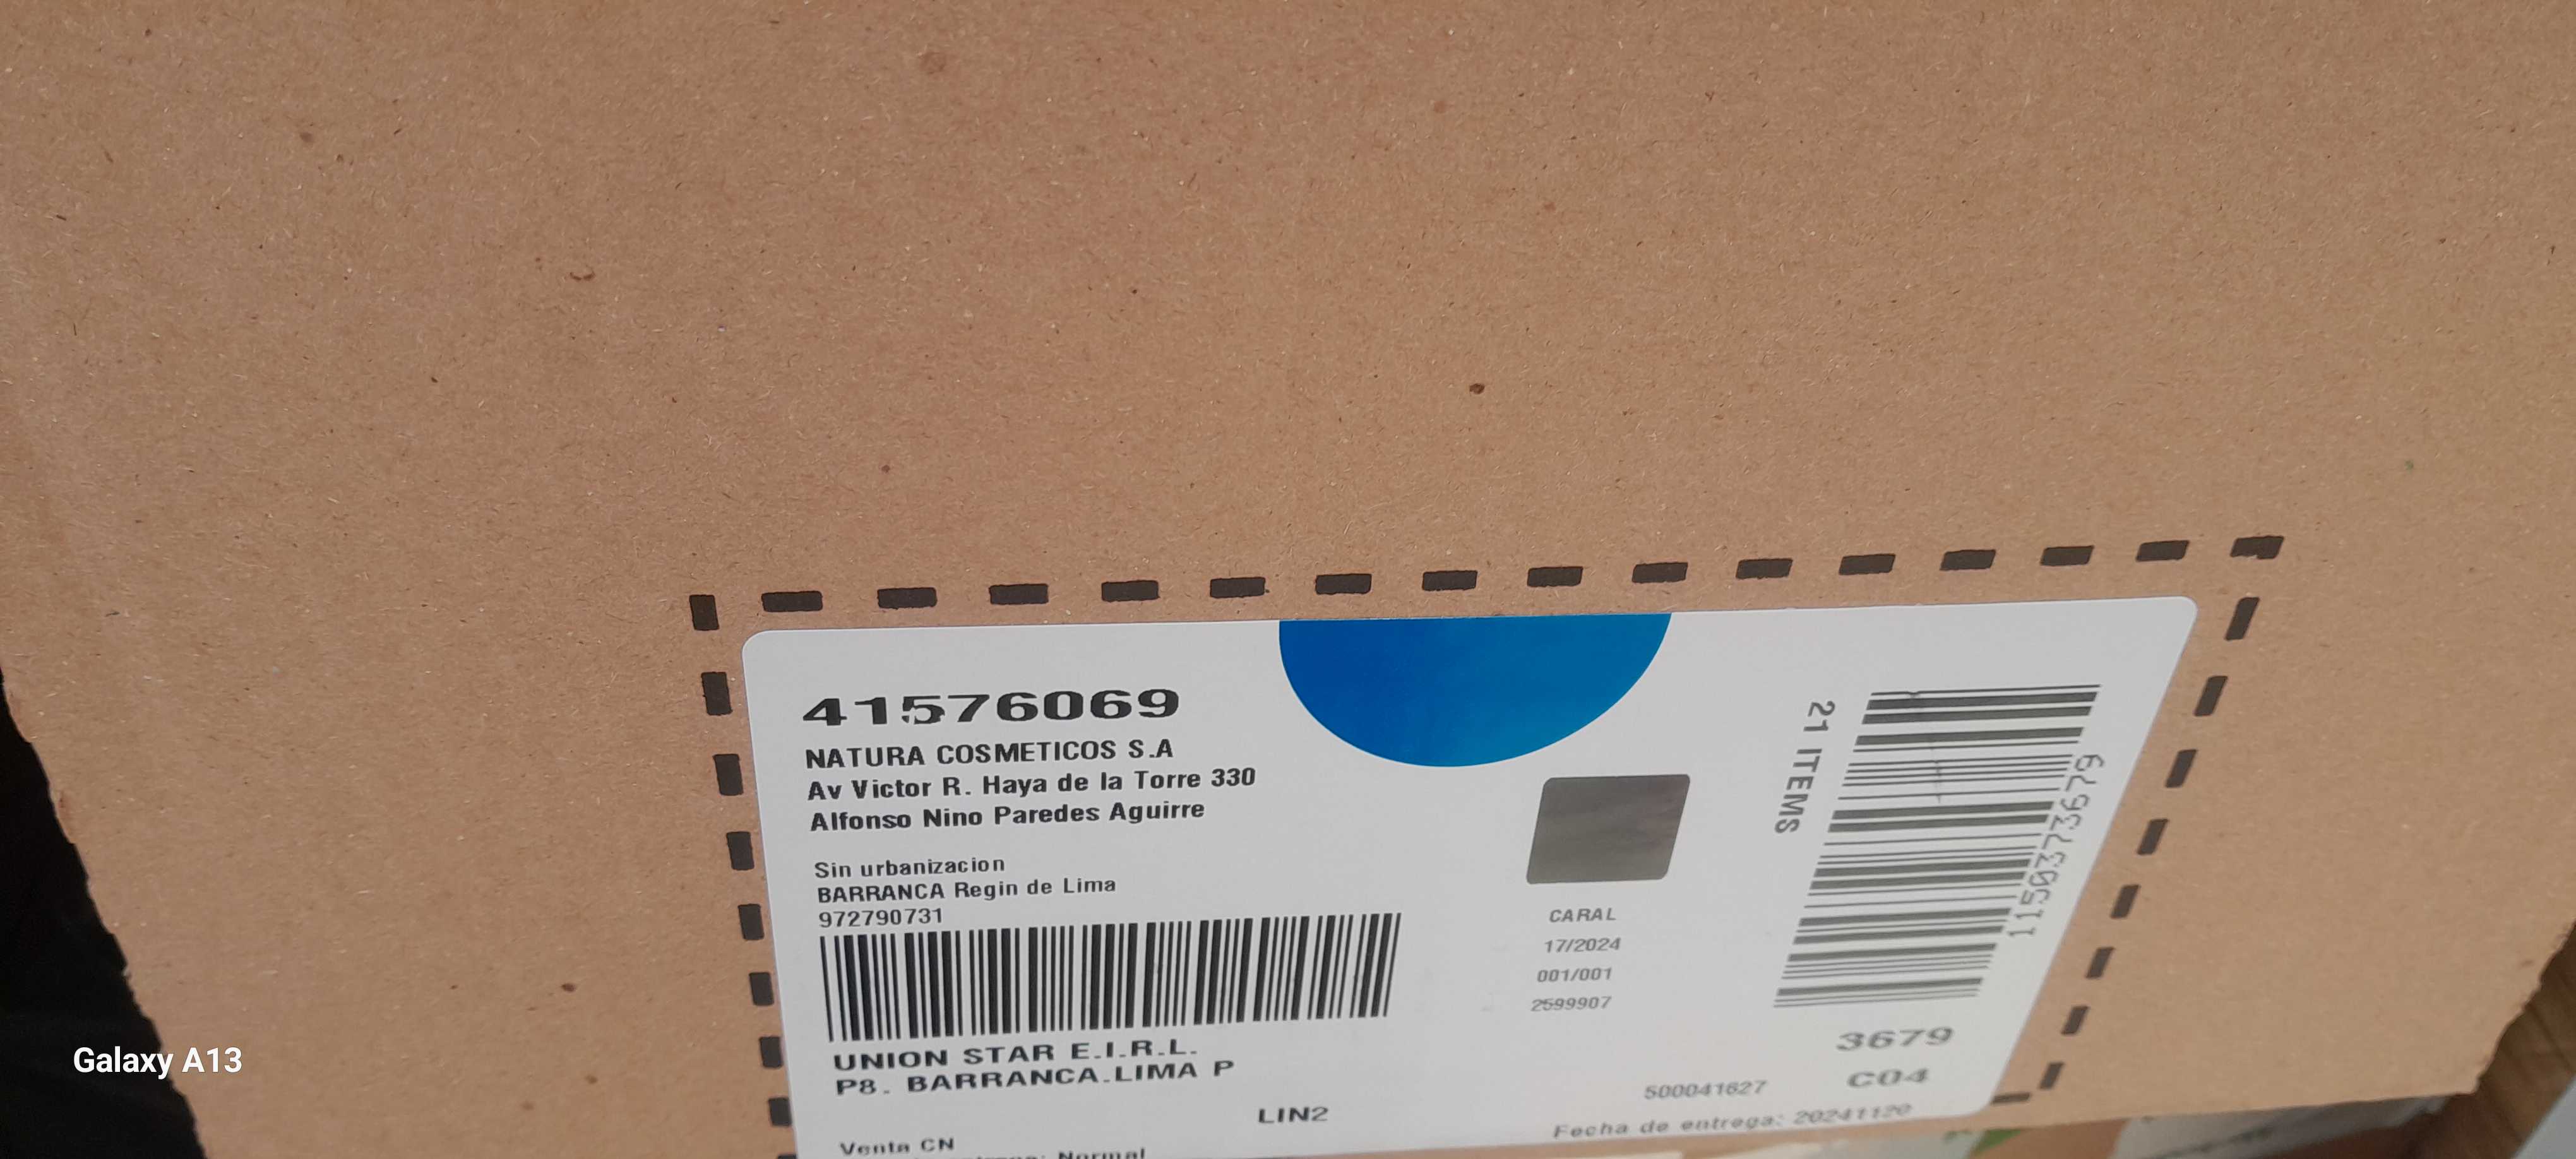 41576069
NATURA COSMETICOS S.A
Av Victor R. Haya de la Torre 330
Alfonso Nino Paredes Aguirre
Sin urbanizacion
BARRANCA Regin de Lima
972790731
UNION STAR E.I.R.L.
P8. BARRANCA.LIMA P
LIN2
Venta CN
Normal
CARAL
17/2024
001/001
2599907
21 ITEMS
11503773679
3679
C04
500041627
Fecha de entrega: 20241120
Galaxy A13